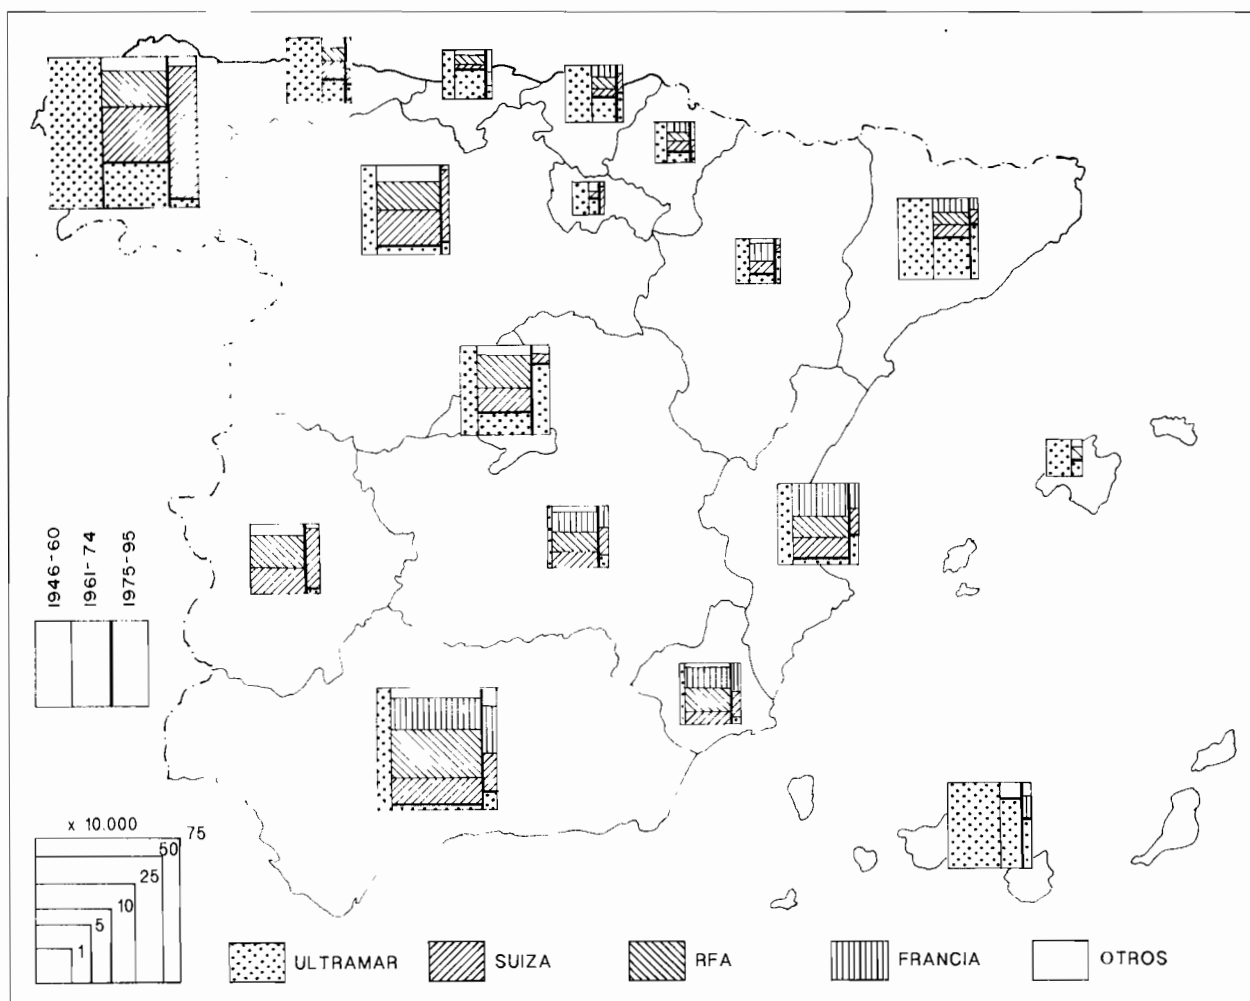 1946-60
1961-74
1975-95
x 10.000
75
50
25
10
5
1
ULTRAMAR
SUIZA
RFA
FRANCIA
OTROS